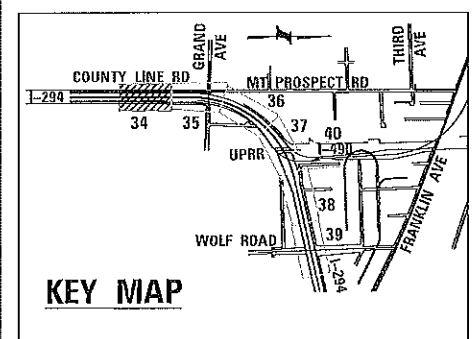 GRAND
AVE
N
THIRD
AVE
COUNTY LINE RD
MT PROSPECT RD
36
I-294
37
40
34
35
I-490
UPRR
38
FRANKLIN AVE
39
WOLF ROAD
I-294
KEY MAP